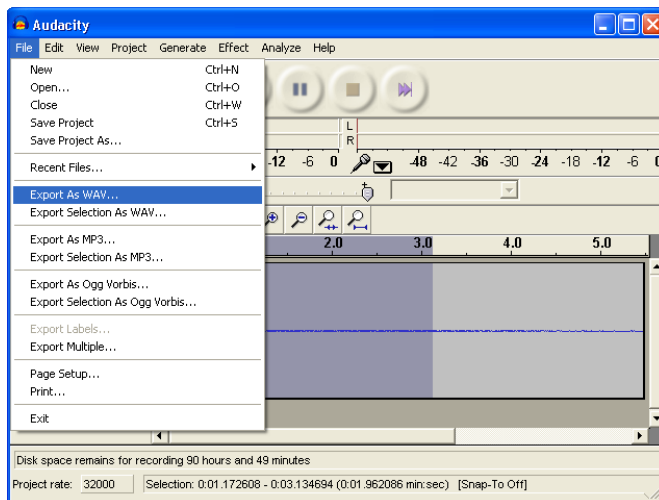 Audacity
File Edit View Project Generate Effect Analyze Help
New Ctrl+N
Open... Ctrl+O
Close Ctrl+W
Save Project Ctrl+S
Save Project As...
Recent Files...
Export As WAV...
Export Selection As WAV...
Export As MP3...
Export Selection As MP3...
Export As Ogg Vorbis...
Export Selection As Ogg Vorbis...
Export Labels...
Export Multiple...
Page Setup...
Print...
Exit
L
R
-12 -6 0 -48 -42 -36 -30 -24 -18 -12 -6 0
2.0 3.0 4.0 5.0
Disk space remains for recording 90 hours and 49 minutes
Project rate: 32000 Selection: 0:01.172608 - 0:03.134694 (0:01.962086 min:sec) [Snap-To Off]